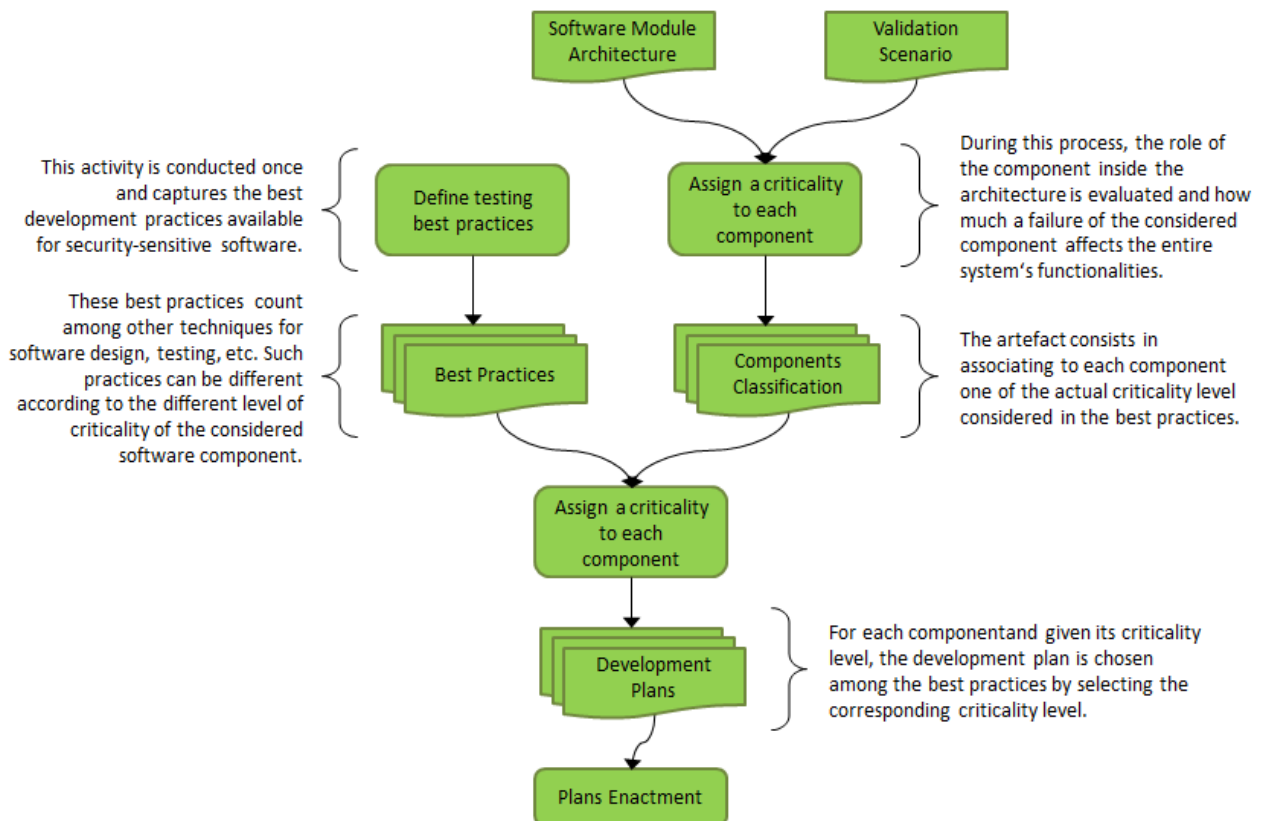 Software Module
Architecture
Validation
Scenario
This activity is conducted once
and captures the best
development practices available
for security-sensitive software.
Define testing
best practices
Assign a criticality
to each
component
During this process, the role of
the component inside the
architecture is evaluated and how
much a failure of the considered
component affects the entire
system's functionalities.
These best practices count
among other techniques for
software design, testing, etc. Such
practices can be different
according to the different level of
criticality of the considered
software component.
Best Practices
Components
Classification
The artefact consists in
associating to each component
one of the actual criticality level
considered in the best practices.
Assign a criticality
to each
component
Development
Plans
For each componentand given its criticality
level, the development plan is chosen
among the best practices by selecting the
corresponding criticality level.
Plans Enactment